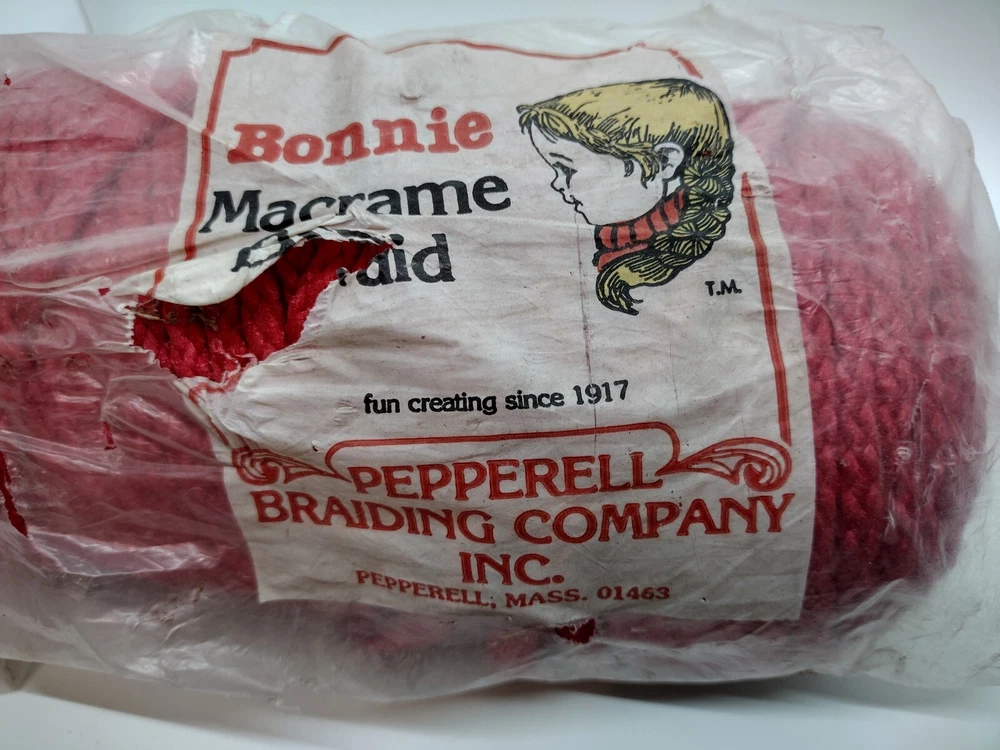 Bonnie
Macrame
T.M.
fun creating since 1917
PEPPERELL
BRAIDING COMPANY
INC.
PEPPERELL, MASS. 01463